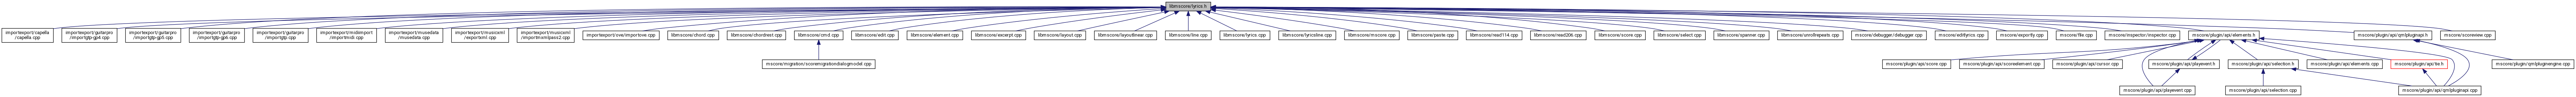 libmscore/lyrics.h
importexport/capella
/capella.cpp
importexport/guitarpro
/importgtp-gp4.cpp
importexport/guitarpro
/importgtp-gp5.cpp
importexport/guitarpro
/importgtp-gp6.cpp
importexport/guitarpro
/importgtp.cpp
importexport/midiimport
/importmidi.cpp
importexport/musedata
/musedata.cpp
importexport/musicxml
/exportxml.cpp
importexport/musicxml
/importmxmlpass2.cpp
importexport/ove/importove.cpp
libmscore/chord.cpp
libmscore/chordrest.cpp
libmscore/cmd.cpp
libmscore/edit.cpp
libmscore/element.cpp
libmscore/excerpt.cpp
libmscore/layout.cpp
libmscore/layoutlinear.cpp
libmscore/line.cpp
libmscore/lyrics.cpp
libmscore/lyricsline.cpp
libmscore/mscore.cpp
libmscore/paste.cpp
libmscore/read114.cpp
libmscore/read206.cpp
libmscore/score.cpp
libmscore/select.cpp
libmscore/spanner.cpp
libmscore/unrollrepeats.cpp
mscore/debugger/debugger.cpp
mscore/editlyrics.cpp
mscore/exportly.cpp
mscore/file.cpp
mscore/inspector/inspector.cpp
mscore/plugin/api/elements.h
mscore/plugin/api/qmlpluginapi.h
mscore/scoreview.cpp
mscore/migration/scoremigrationdialogmodel.cpp
mscore/plugin/api/score.cpp
mscore/plugin/api/scoreelement.cpp
mscore/plugin/api/cursor.cpp
mscore/plugin/api/playevent.h
mscore/plugin/api/selection.h
mscore/plugin/api/elements.cpp
mscore/plugin/api/tie.h
mscore/plugin/qmlpluginengine.cpp
mscore/plugin/api/playevent.cpp
mscore/plugin/api/selection.cpp
mscore/plugin/api/qmlpluginapi.cpp